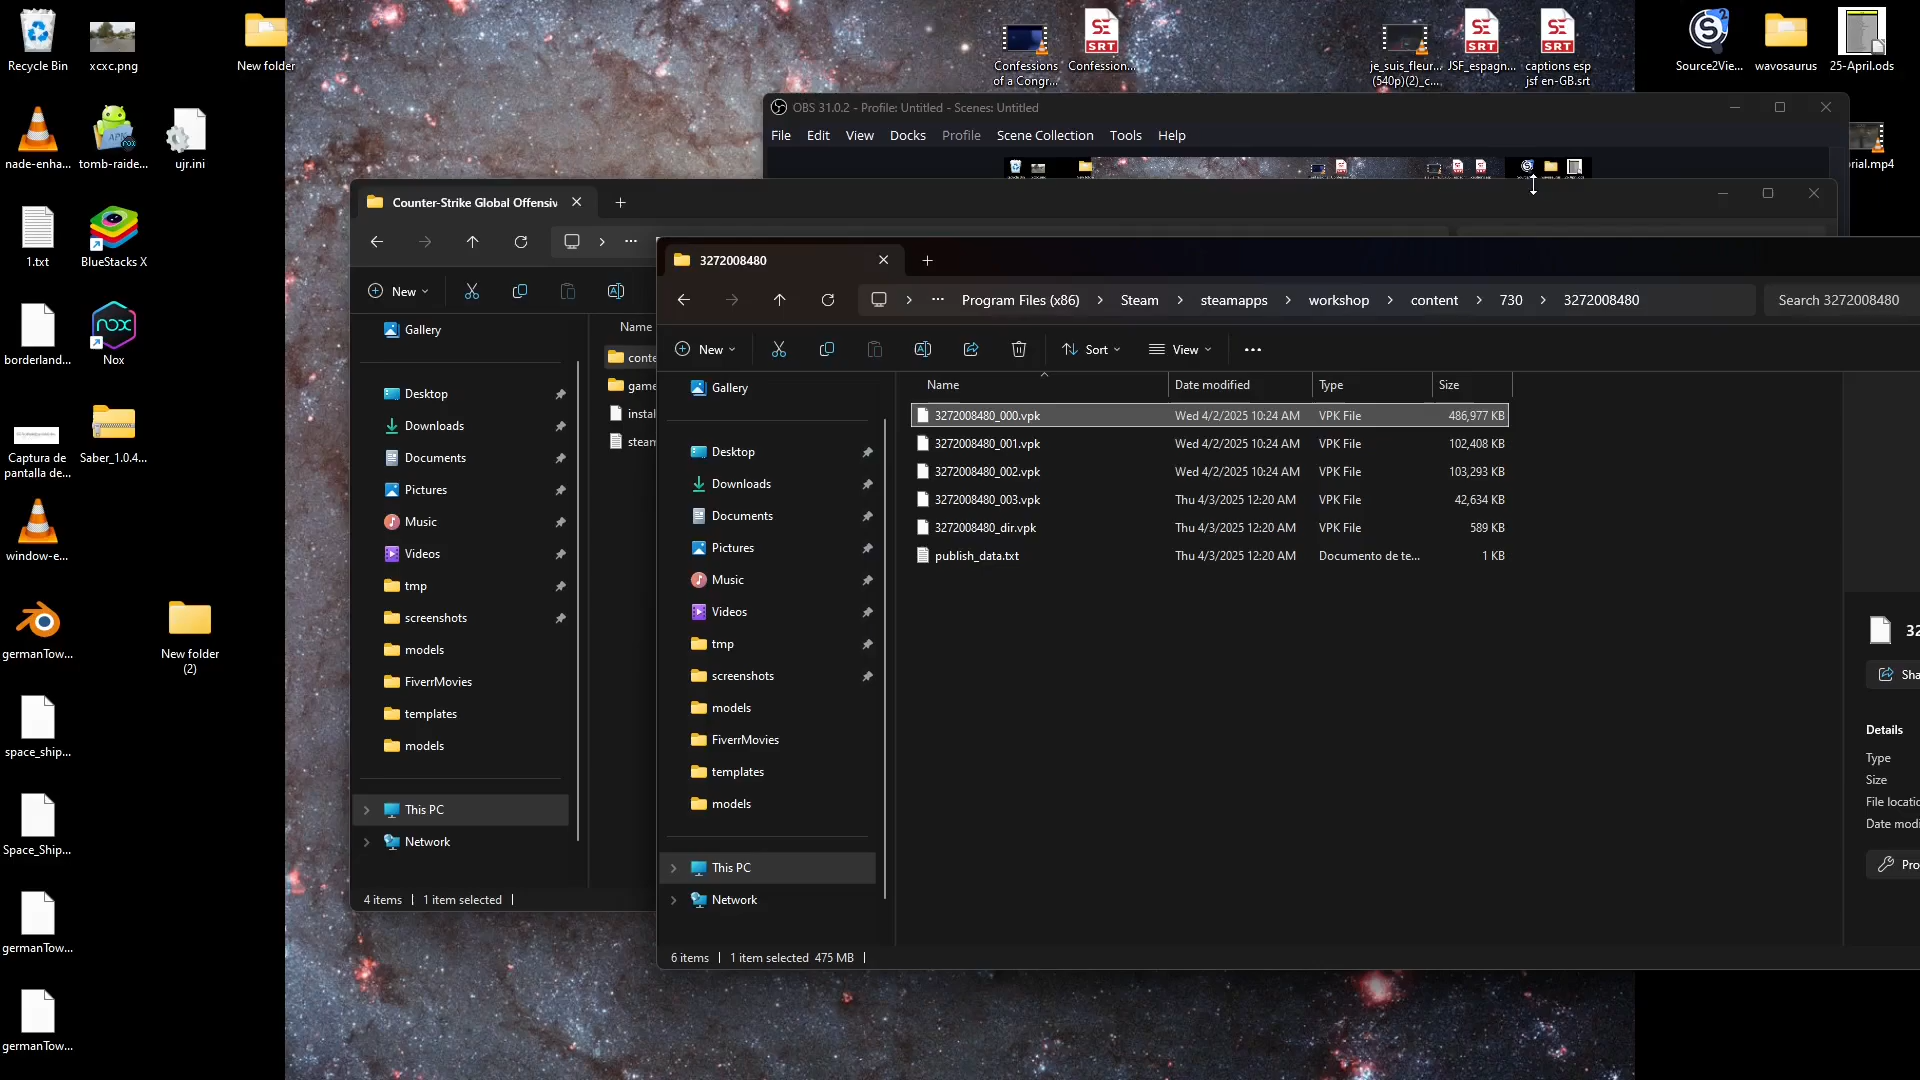 Recycle Bin
xcxc.png
New folder
Confessions
of a Congr...
Confession...
je_suis_fleur...
(540p)(2)_c...
JSF_espagn...
captions esp
jsf en-GB.srt
Source2Vie...
wavosaurus
25-April.ods
OBS 31.0.2 - Profile: Untitled - Scenes: Untitled
File Edit View Docks Profile Scene Collection Tools Help
nade-enha...
tomb-raide...
ujr.ini
rial.mp4
Counter-Strike Global Offensiv
1.txt
BlueStacks X
3272008480
New
Program Files (x86) > Steam > steamapps > workshop > content > 730 > 3272008480
Search 3272008480
borderland...
Nox
New
Sort
View
Gallery
Desktop
Downloads
Documents
Pictures
Music
Videos
tmp
screenshots
models
FiverrMovies
templates
models
This PC
Network
4 items | 1 item selected |
Name
conte
game
instal
steam
Gallery
Desktop
Downloads
Documents
Pictures
Music
Videos
tmp
screenshots
models
FiverrMovies
templates
models
This PC
Network
Name Date modified Type Size
3272008480_000.vpk Wed 4/2/2025 10:24 AM VPK File 486,977 KB
3272008480_001.vpk Wed 4/2/2025 10:24 AM VPK File 102,408 KB
3272008480_002.vpk Wed 4/2/2025 10:24 AM VPK File 103,293 KB
3272008480_003.vpk Thu 4/3/2025 12:20 AM VPK File 42,634 KB
3272008480_dir.vpk Thu 4/3/2025 12:20 AM VPK File 589 KB
publish_data.txt Thu 4/3/2025 12:20 AM Documento de te... 1 KB
6 items | 1 item selected 475 MB |
32
Sha
Details
Type
Size
File locatio
Date modi
Pro
Captura de
pantalla de...
Saber_1.0.4...
window-e...
germanTow...
New folder
(2)
space_ship...
Space_Ship...
germanTow...
germanTow...
SE
SRT
SE
SRT
SE
SRT
APK
nox